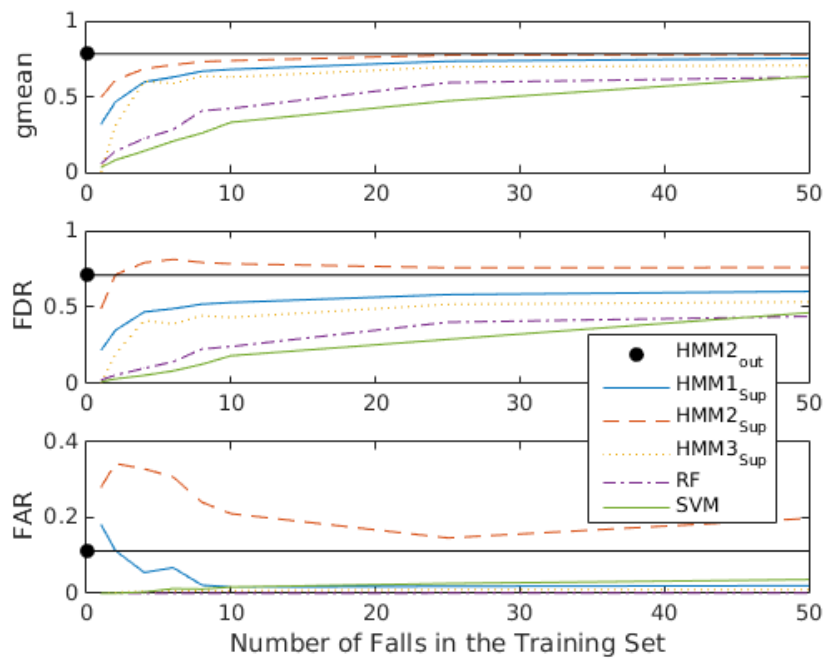 1
0.5
0
gmean
0 10 20 30 40 50
1
0.5
0
FDR
0 10 20 30 40 50
HMM2out
HMM1Sup
HMM2Sup
HMM3Sup
RF
SVM
0.4
0.2
0
FAR
0 10 20 30 40 50
Number of Falls in the Training Set